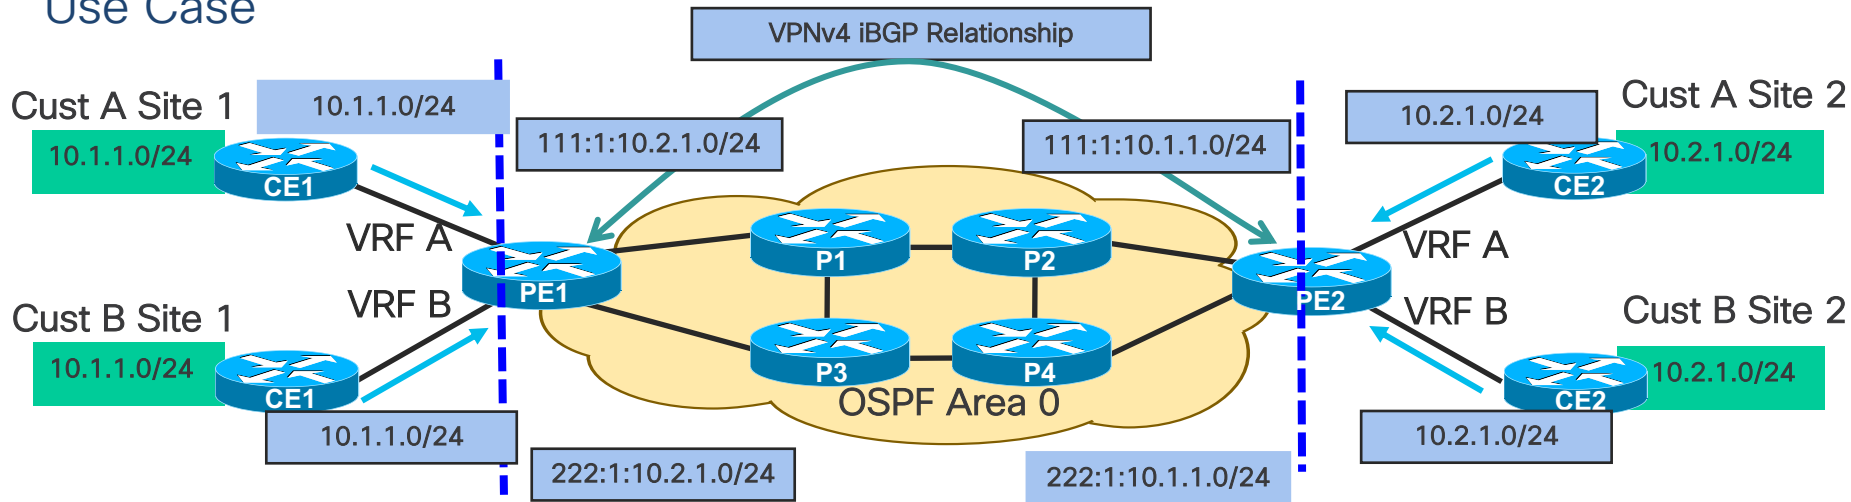 Use Case
VPNv4 iBGP Relationship
Cust A Site 1
10.1.1.0/24
10.1.1.0/24
CE1
111:1:10.2.1.0/24
111:1:10.1.1.0/24
10.2.1.0/24
Cust A Site 2
10.2.1.0/24
CE2
VRF A
VRF A
P1
P2
PE1
PE2
VRF B
VRF B
Cust B Site 1
Cust B Site 2
10.1.1.0/24
CE1
P3
P4
OSPF Area 0
10.2.1.0/24
CE2
10.1.1.0/24
10.2.1.0/24
222:1:10.2.1.0/24
222:1:10.1.1.0/24